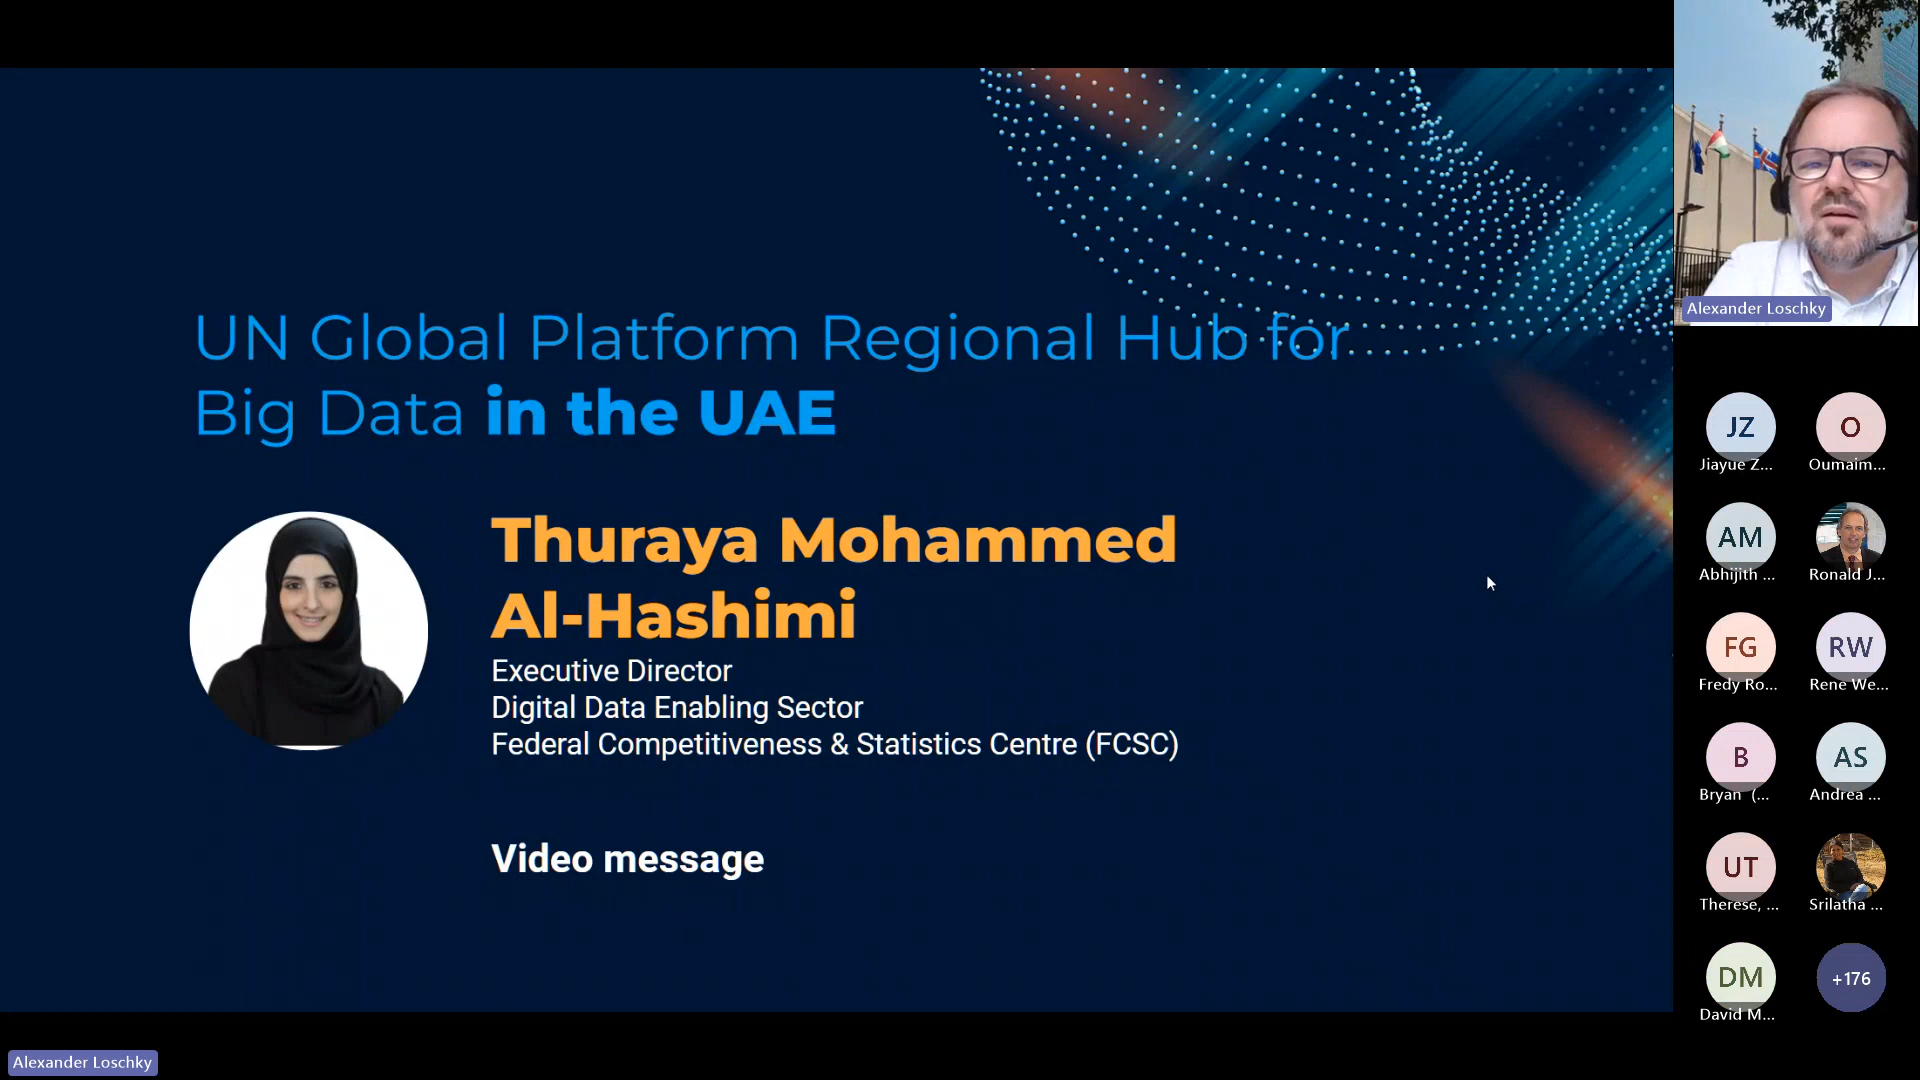 UN Global Platform Regional Hub for
Big Data in the UAE
Thuraya Mohammed
Al-Hashimi
Executive Director
Digital Data Enabling Sector
Federal Competitiveness & Statistics Centre (FCSC)
Video message
Alexander Loschky
Alexander Loschky
JZ
Jiayue Z...
O
Oumaim...
AM
Abhijith ...
Ronald J...
FG
Fredy Ro...
RW
Rene We...
B
Bryan (...
AS
Andrea ...
UT
Therese, ...
Srilatha ...
DM
David M...
+176